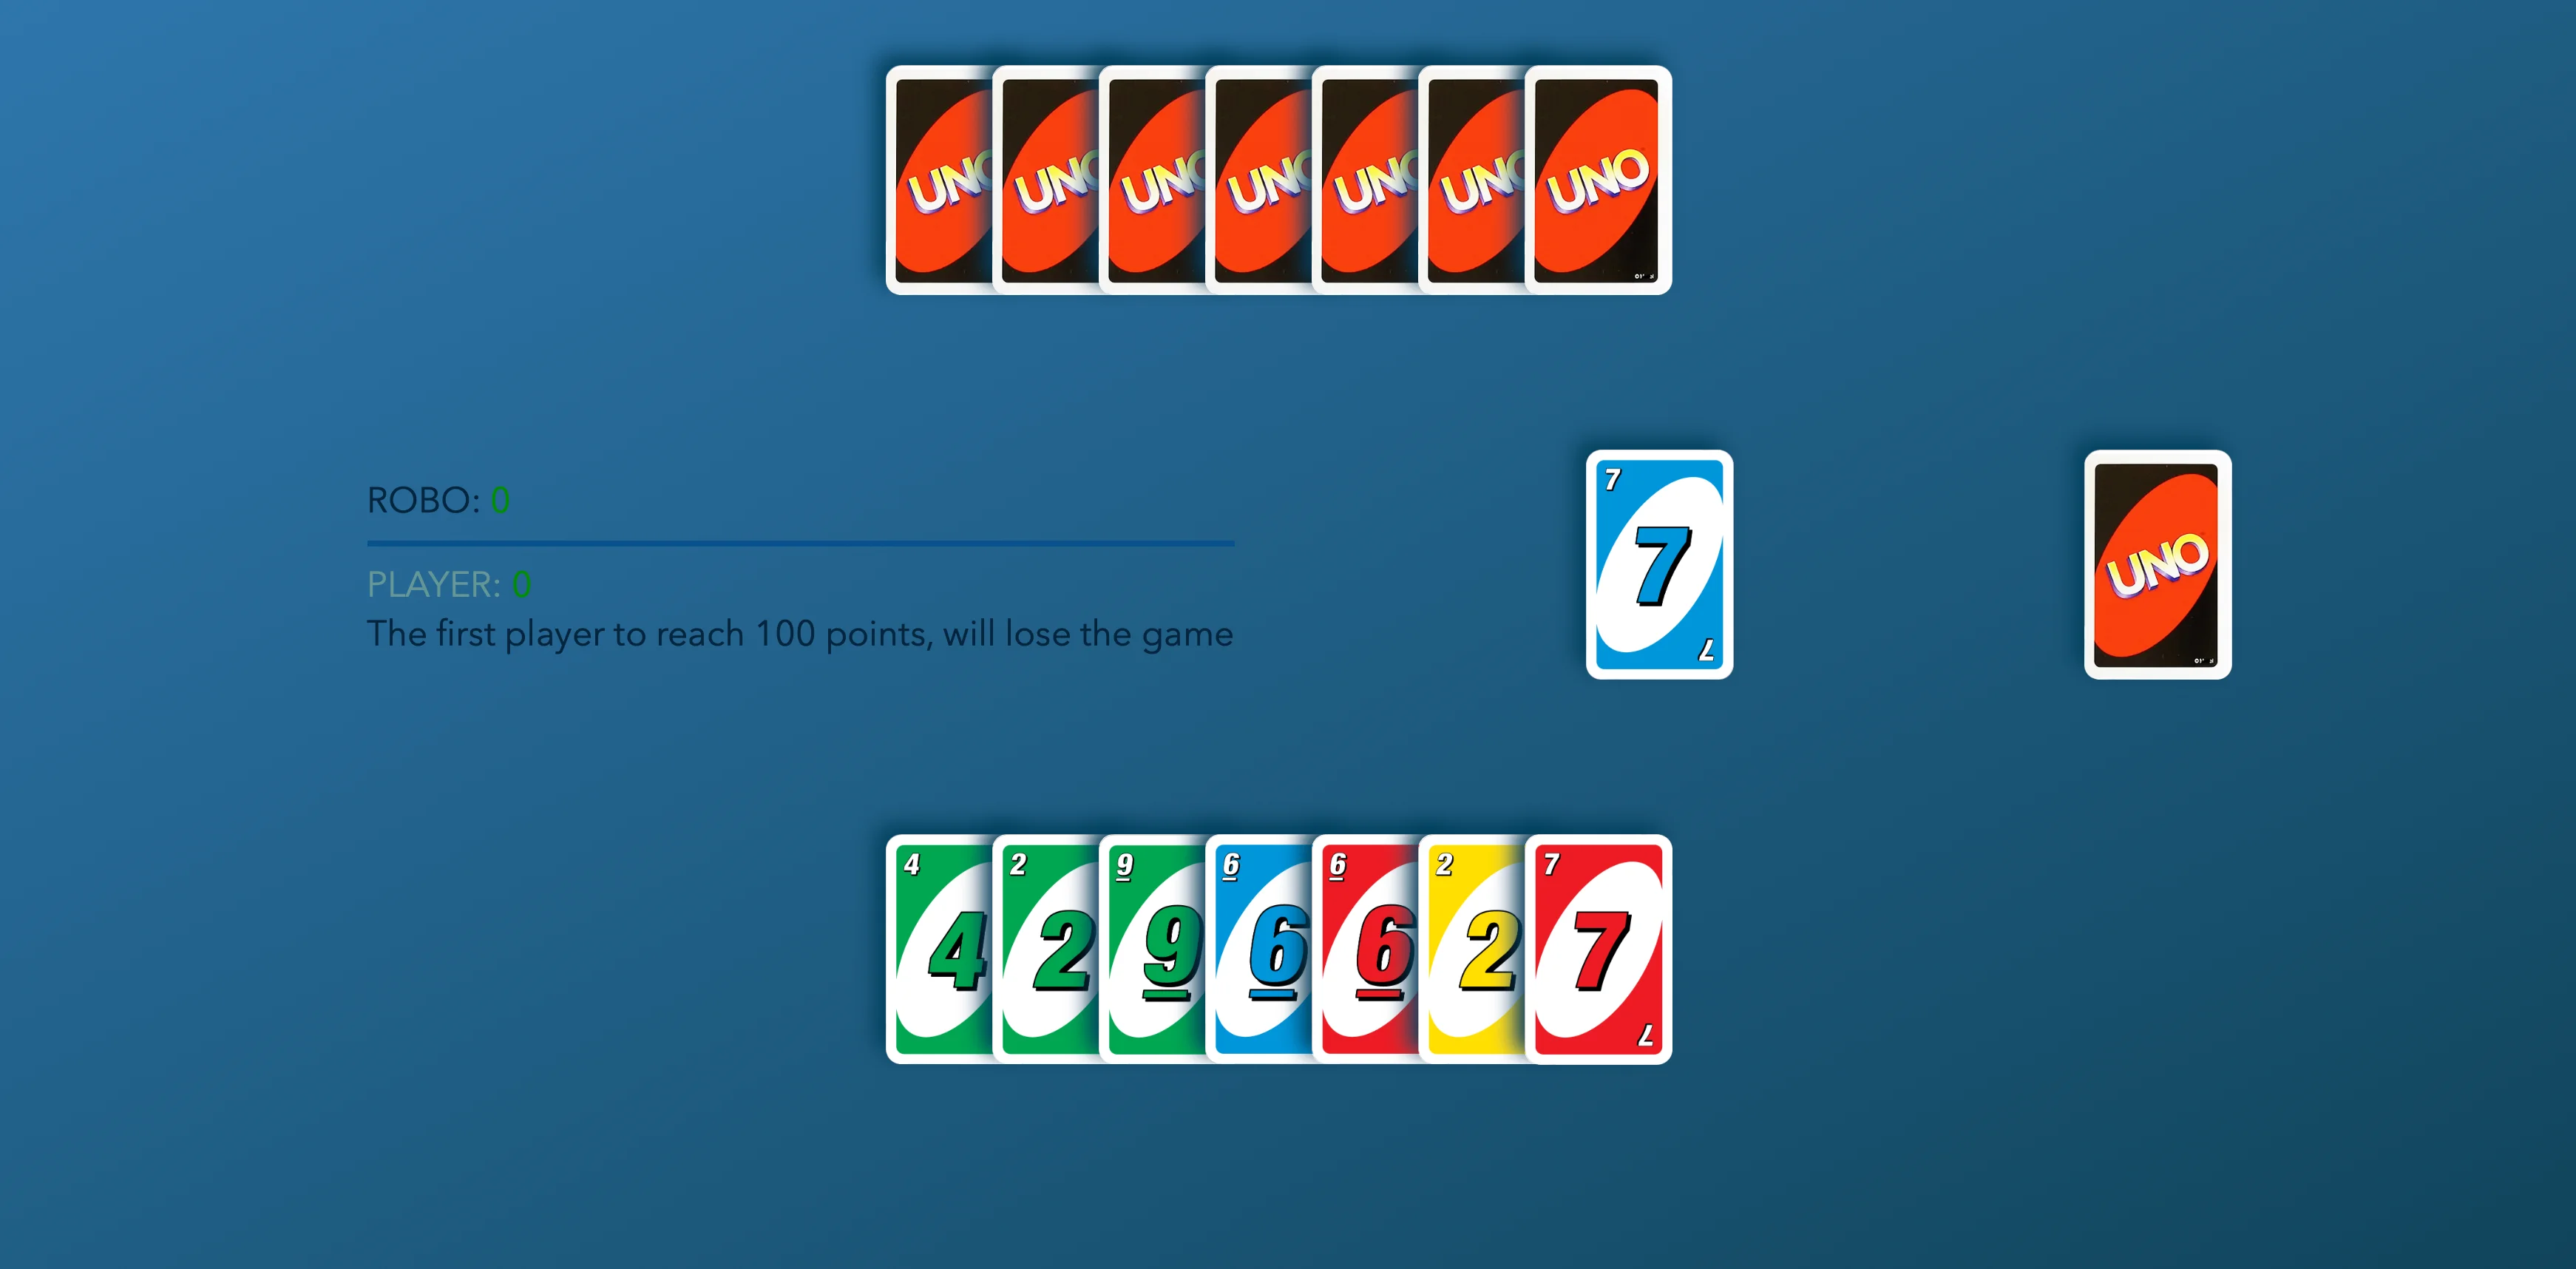 UNO UNO UNO UNO UNO UNO UNO
ROBO: 0
PLAYER: 0
The first player to reach 100 points, will lose the game
7
7
7
UNO
4 2 9 6 6 2 7
4 2 9 6 6 2 7
7